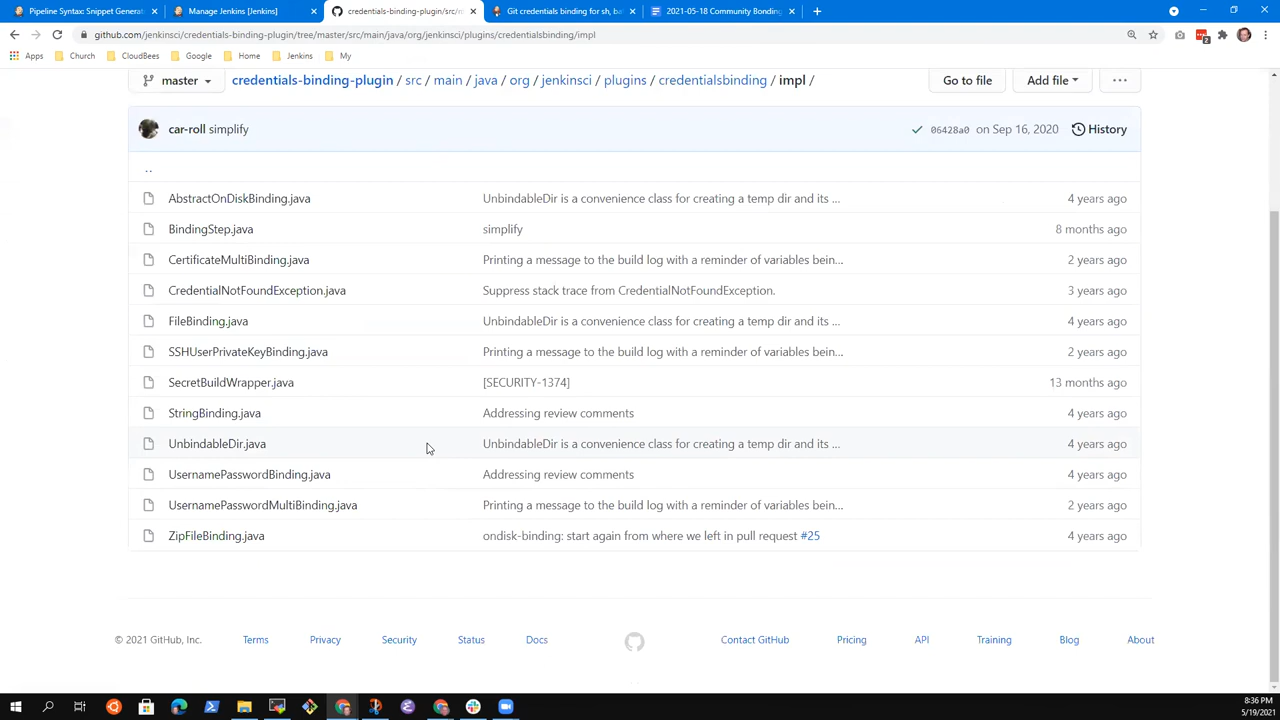 Pipeline Syntax: Snippet Generat
Manage Jenkins [Jenkins]
credentials-binding-plugin/src/m
Git credentials binding for sh, ba
2021-05-18 Community Bonding
github.com/jenkinsci/credentials-binding-plugin/tree/master/src/main/java/org/jenkinsci/plugins/credentialsbinding/impl
Apps Church CloudBees Google Home Jenkins My
master credentials-binding-plugin / src / main / java / org / jenkinsci / plugins / credentialsbinding / impl / Go to file Add file ...
car-roll simplify 06428a0 on Sep 16, 2020 History
..
AbstractOnDiskBinding.java UnbindableDir is a convenience class for creating a temp dir and its ... 4 years ago
BindingStep.java simplify 8 months ago
CertificateMultiBinding.java Printing a message to the build log with a reminder of variables bein... 2 years ago
CredentialNotFoundException.java Suppress stack trace from CredentialNotFoundException. 3 years ago
FileBinding.java UnbindableDir is a convenience class for creating a temp dir and its ... 4 years ago
SSHUserPrivateKeyBinding.java Printing a message to the build log with a reminder of variables bein... 2 years ago
SecretBuildWrapper.java [SECURITY-1374] 13 months ago
StringBinding.java Addressing review comments 4 years ago
UnbindableDir.java UnbindableDir is a convenience class for creating a temp dir and its ... 4 years ago
UsernamePasswordBinding.java Addressing review comments 4 years ago
UsernamePasswordMultiBinding.java Printing a message to the build log with a reminder of variables bein... 2 years ago
ZipFileBinding.java ondisk-binding: start again from where we left in pull request #25 4 years ago
© 2021 GitHub, Inc. Terms Privacy Security Status Docs Contact GitHub Pricing API Training Blog About
8:36 PM
5/19/2021